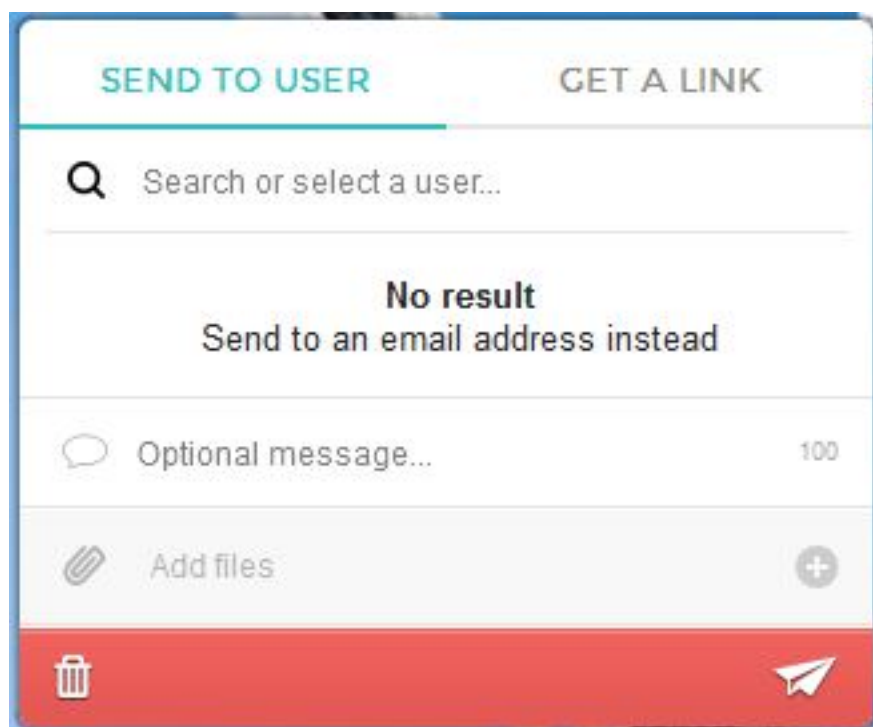 SEND TO USER
GET A LINK
Search or select a user...
No result
Send to an email address instead
Optional message...
100
Add files